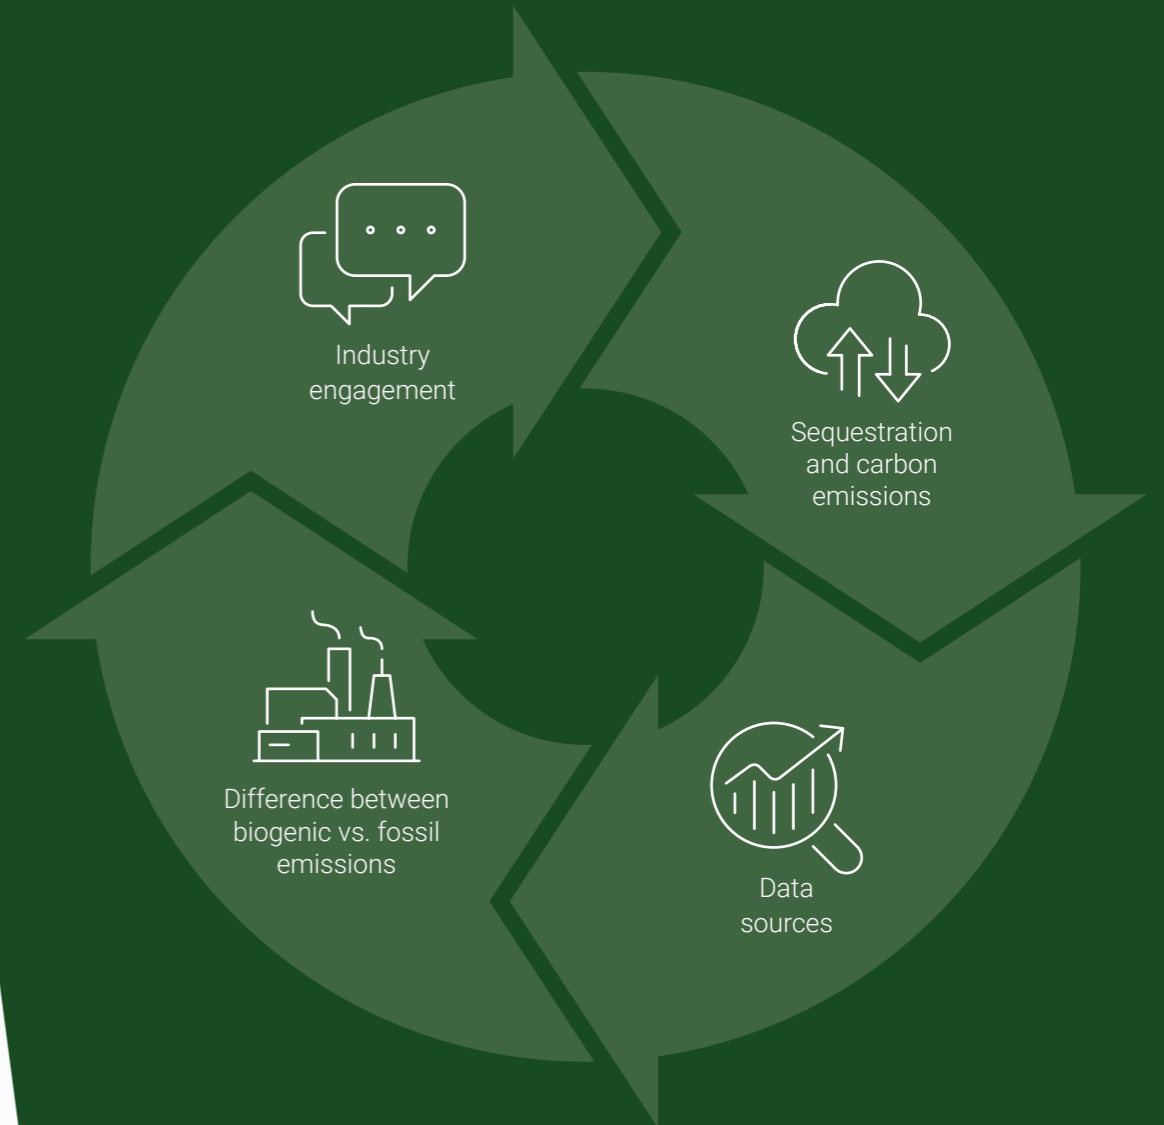 Industry
engagement
Sequestration
and carbon
emissions
Data
sources
Difference between
biogenic vs. fossil
emissions